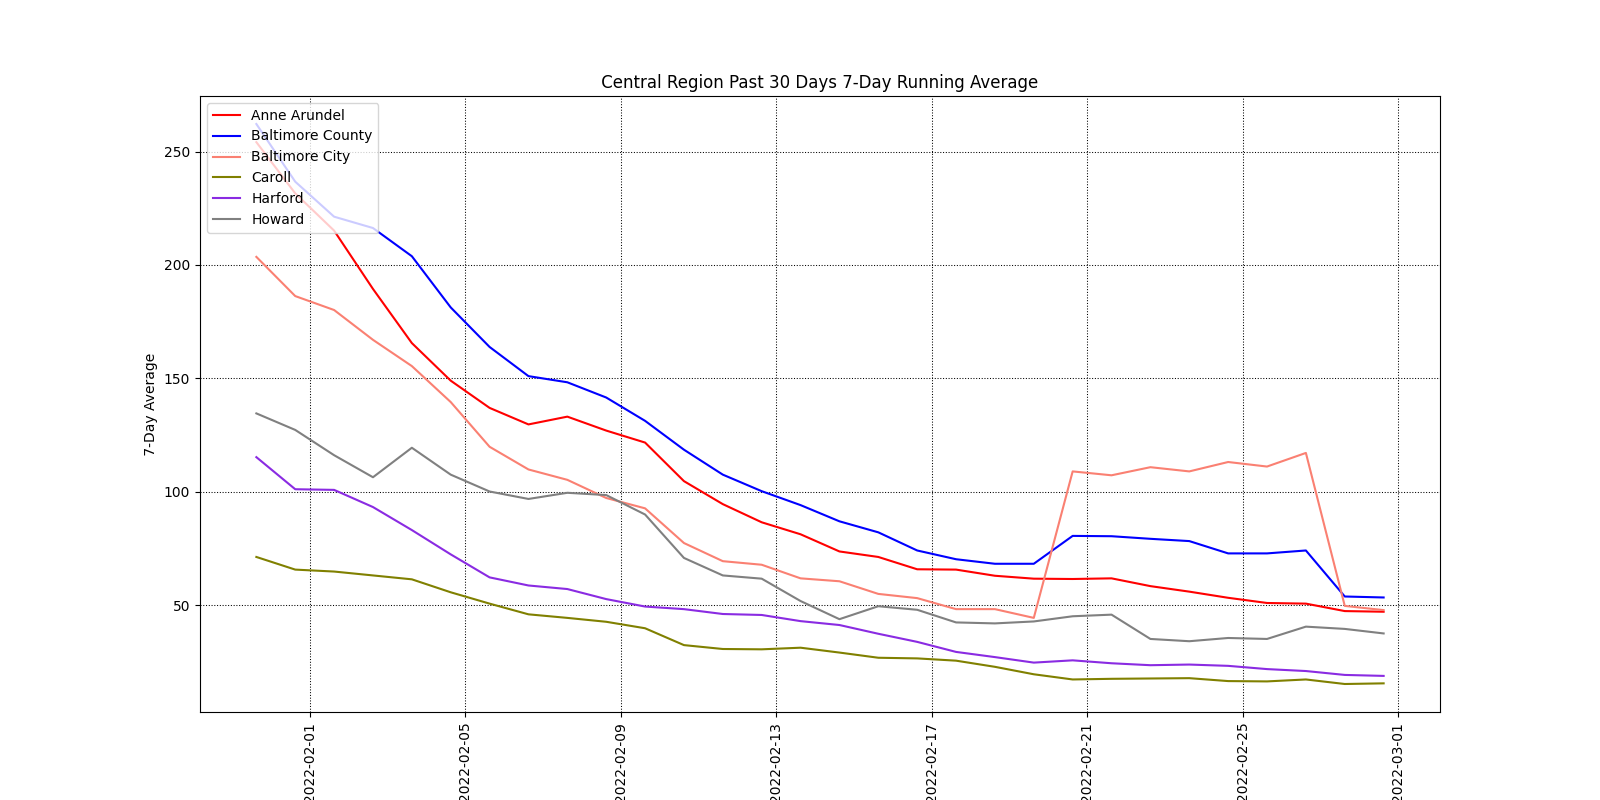 Central Region Past 30 Days 7-Day Running Average
Anne Arundel
Baltimore County
Baltimore City
Caroll
Harford
Howard
7-Day Average
250
200
150
100
50
2022-02-01
2022-02-05
2022-02-09
2022-02-13
2022-02-17
2022-02-21
2022-02-25
2022-03-01